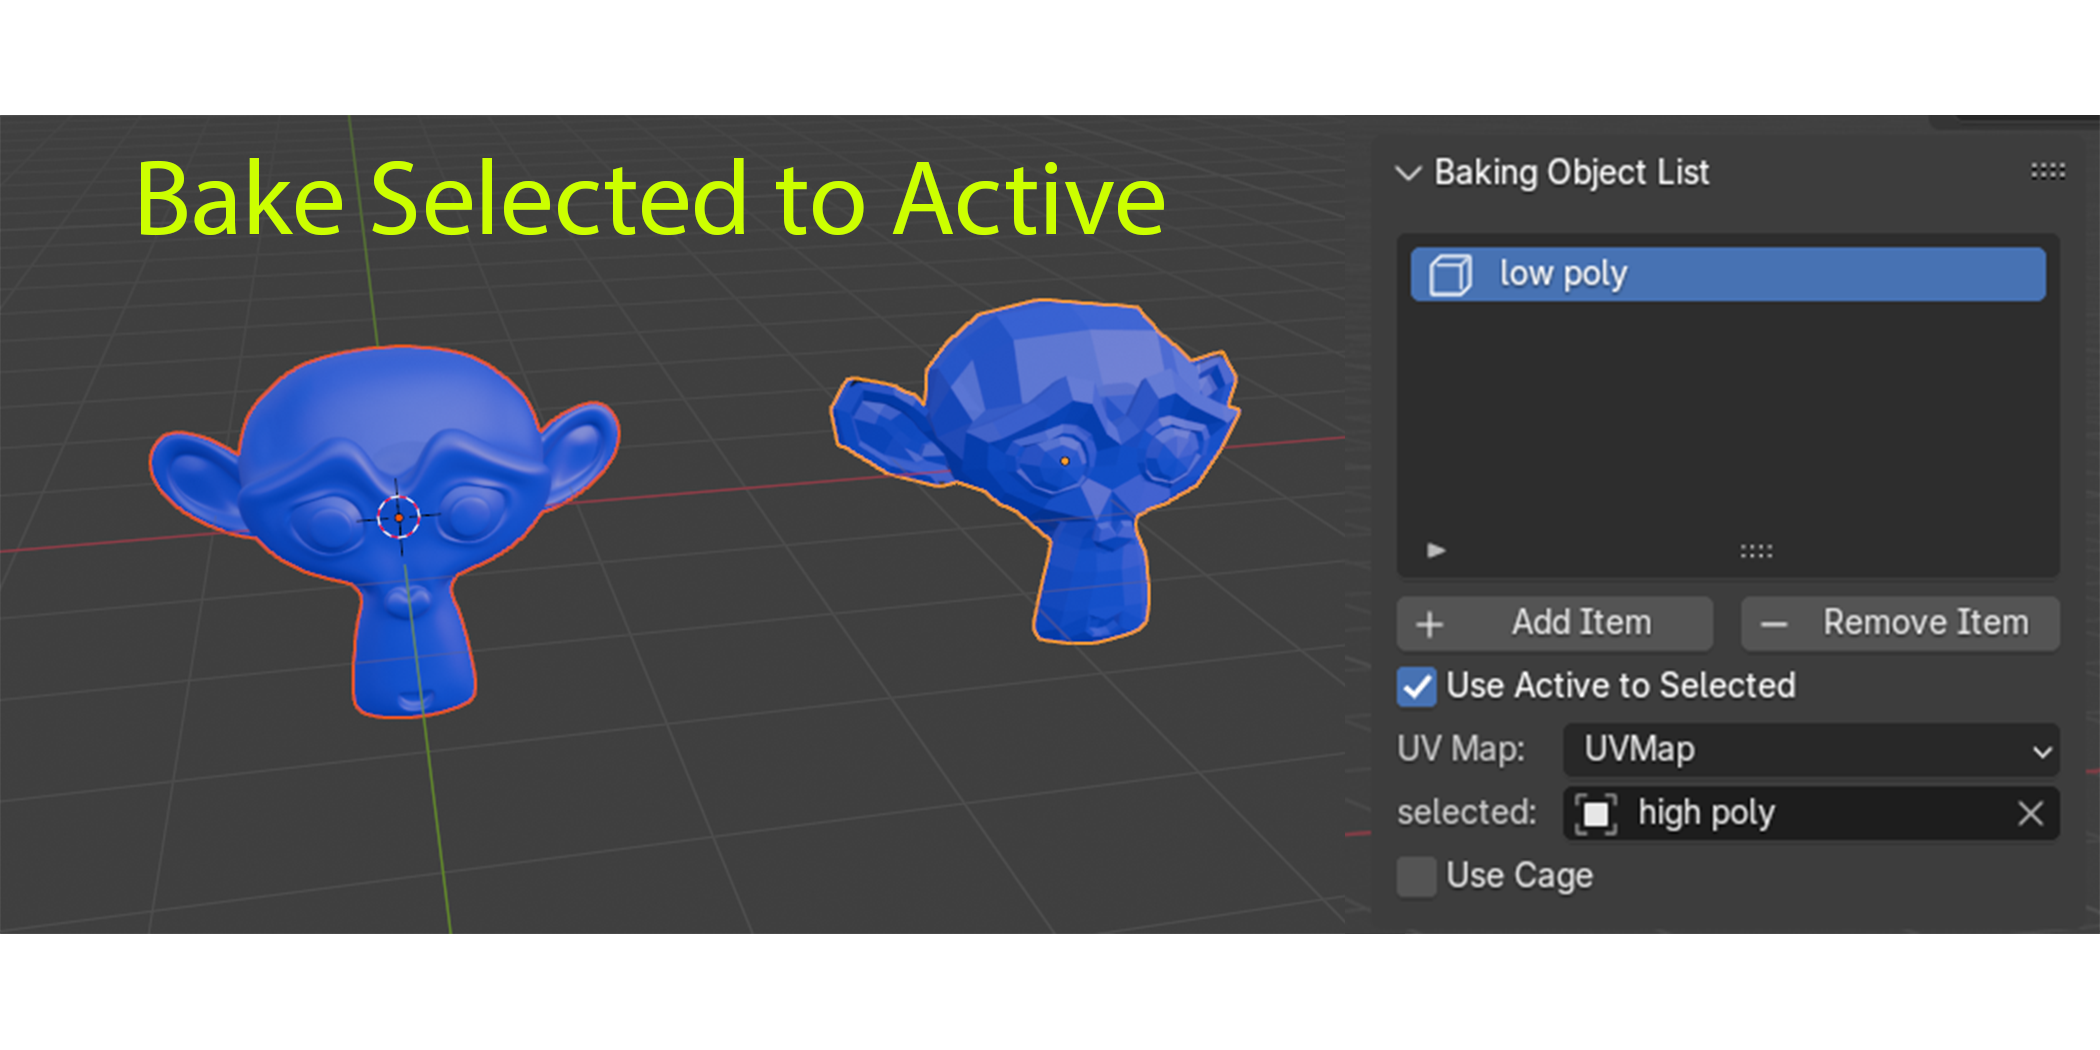 Bake Selected to Active
Baking Object List
low poly
Add Item
Remove Item
Use Active to Selected
UV Map: UVMap
selected: high poly
Use Cage